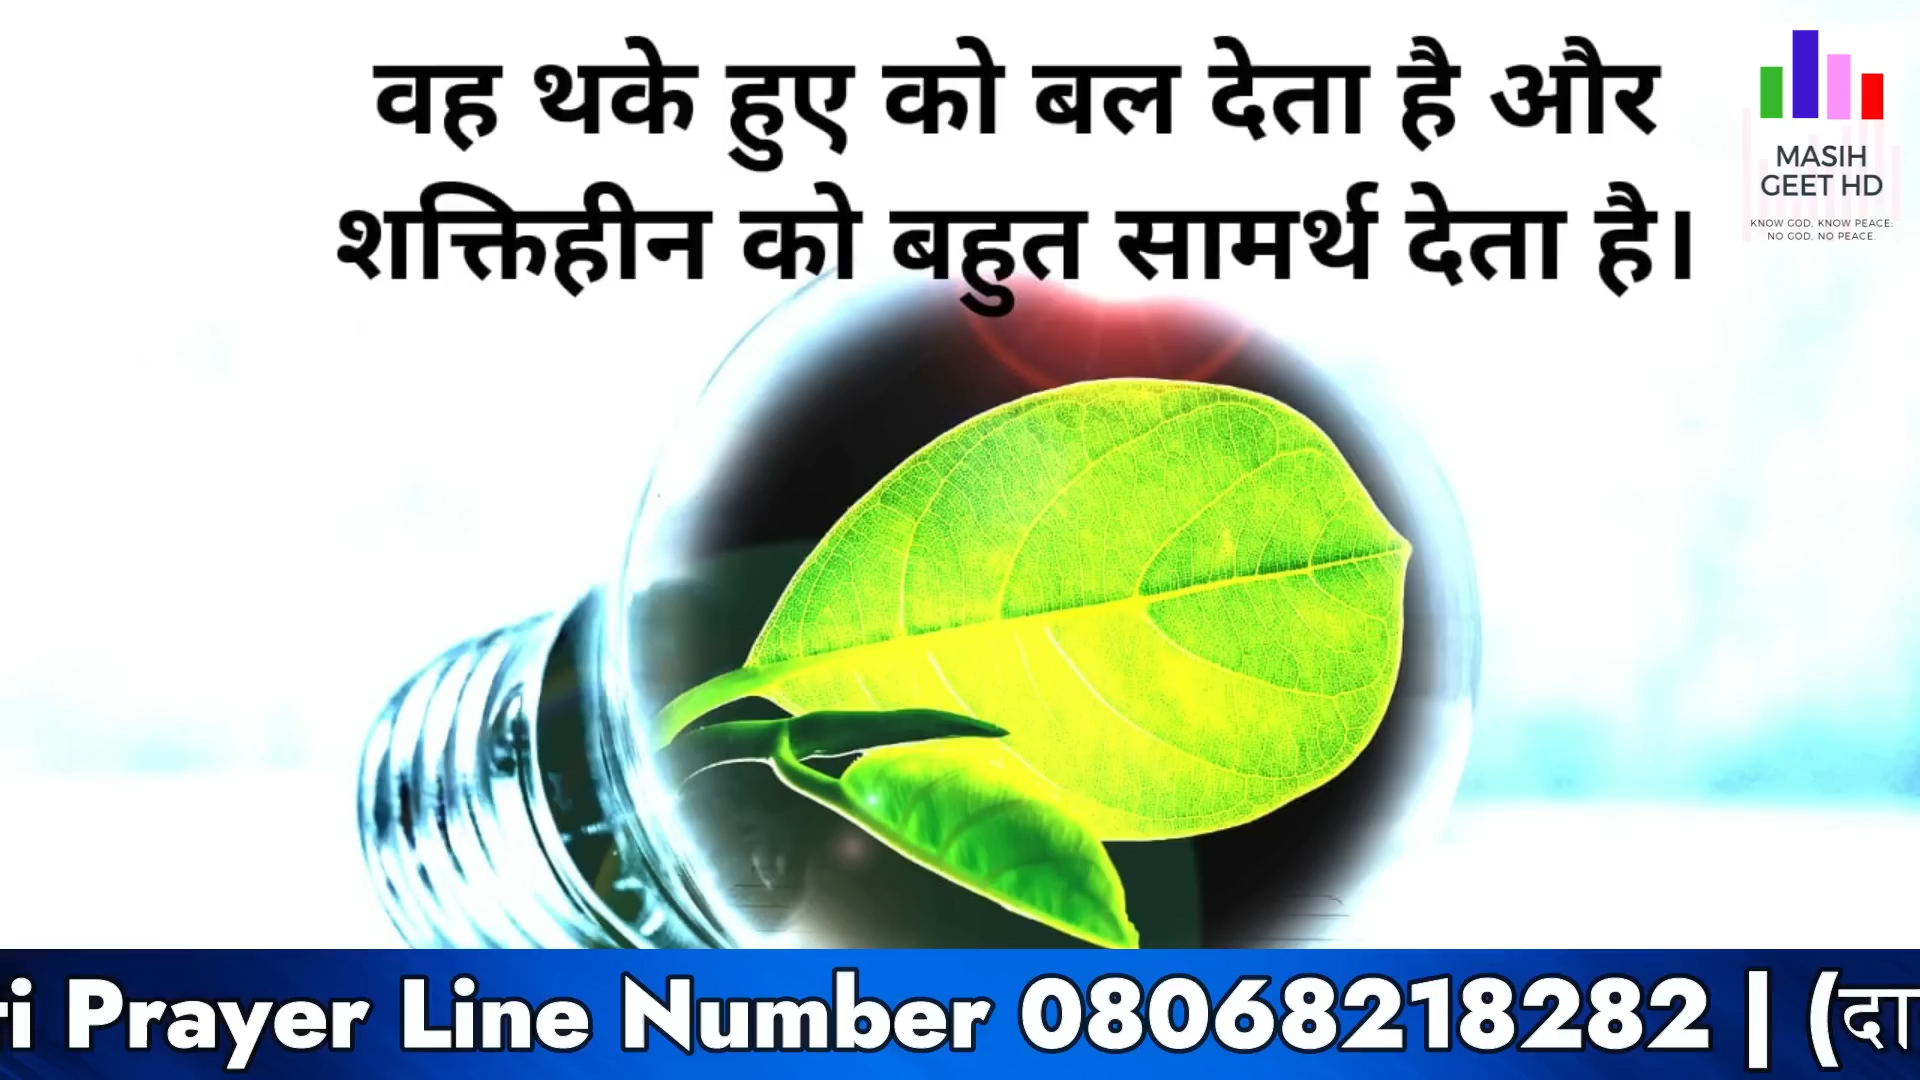 वह थके हुए को बल देता है और
शक्तिहीन को बहुत सामर्थ देता है।
MASIH
GEET HD
KNOW GOD. KNOW PEACE:
NO GOD. NO PEACE.
ri Prayer Line Number 08068218282 | (दा